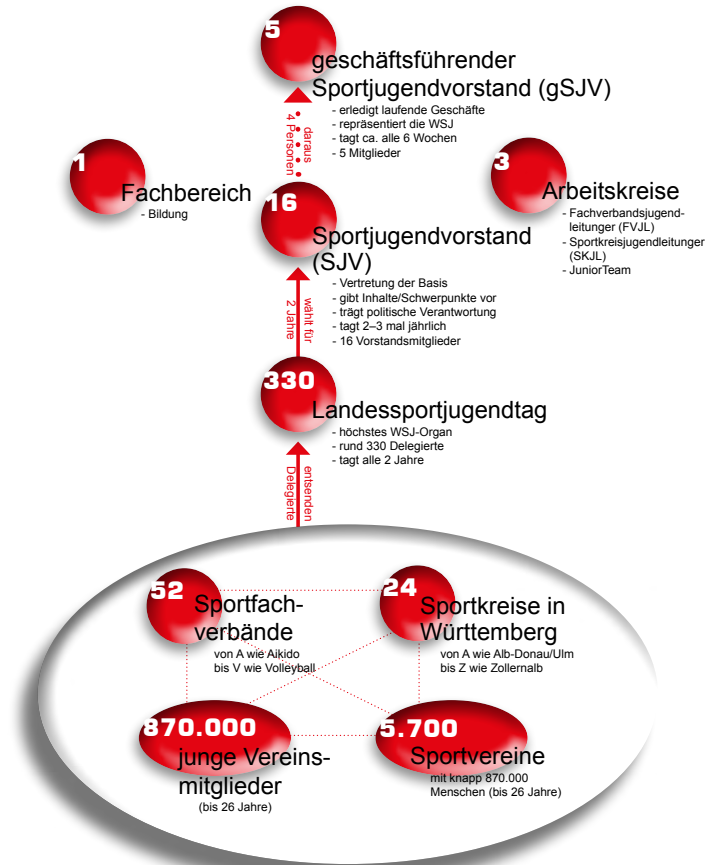 5
geschäftsführender
Sportjugendvorstand (gSJV)
- erledigt laufende Geschäfte
- repräsentiert die WSJ
- tagt ca. alle 6 Wochen
- 5 Mitglieder
daraus
4 Personen
1
Fachbereich
- Bildung
3
Arbeitskreise
- Fachverbandsjugend-
leitunger (FVJL)
- Sportkreisjugendleitunger
(SKJL)
- JuniorTeam
16
Sportjugendvorstand
(SJV)
- Vertretung der Basis
- gibt Inhalte/Schwerpunkte vor
- trägt politische Verantwortung
- tagt 2–3 mal jährlich
- 16 Vorstandsmitglieder
wählt für
2 Jahre
330
Landessportjugendtag
- höchstes WSJ-Organ
- rund 330 Delegierte
- tagt alle 2 Jahre
entsenden
Delegierte
52
Sportfach-
verbände
von A wie Aikido
bis V wie Volleyball
24
Sportkreise in
Württemberg
von A wie Alb-Donau/Ulm
bis Z wie Zollernalb
870.000
junge Vereins-
mitglieder
(bis 26 Jahre)
5.700
Sportvereine
mit knapp 870.000
Menschen (bis 26 Jahre)